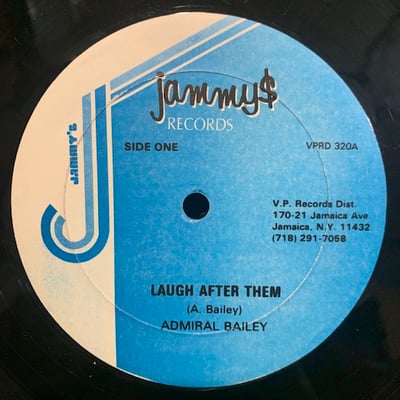 jammy$
RECORDS
JAMMY'S
SIDE ONE
VPRD 320A
V.P. Records Dist.
170-21 Jamaica Ave.
Jamaica, N.Y. 11432
(718) 291-7058
LAUGH AFTER THEM
(A. Bailey)
ADMIRAL BAILEY